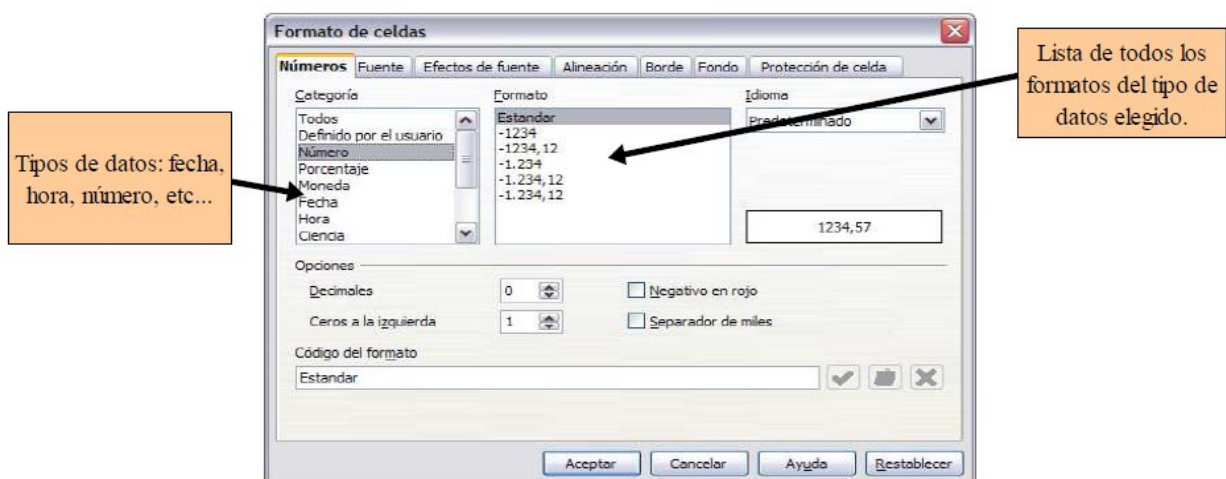 Formato de celdas
Números Fuente Efectos de fuente Alineación Borde Fondo Protección de celda
Categoría
Todos
Definido por el usuario
Número
Porcentaje
Moneda
Fecha
Hora
Ciencia
Formato
Estandar
-1234
-1234,12
-1.234
-1.234,12
-1.234,12
Idioma
Predeterminado
1234,57
Opciones
Decimales 0
Negativo en rojo
Ceros a la izquierda 1
Separador de miles
Código del formato
Estandar
Aceptar Cancelar Ayuda Restablecer
Tipos de datos: fecha,
hora, número, etc...
Lista de todos los
formatos del tipo de
datos elegido.